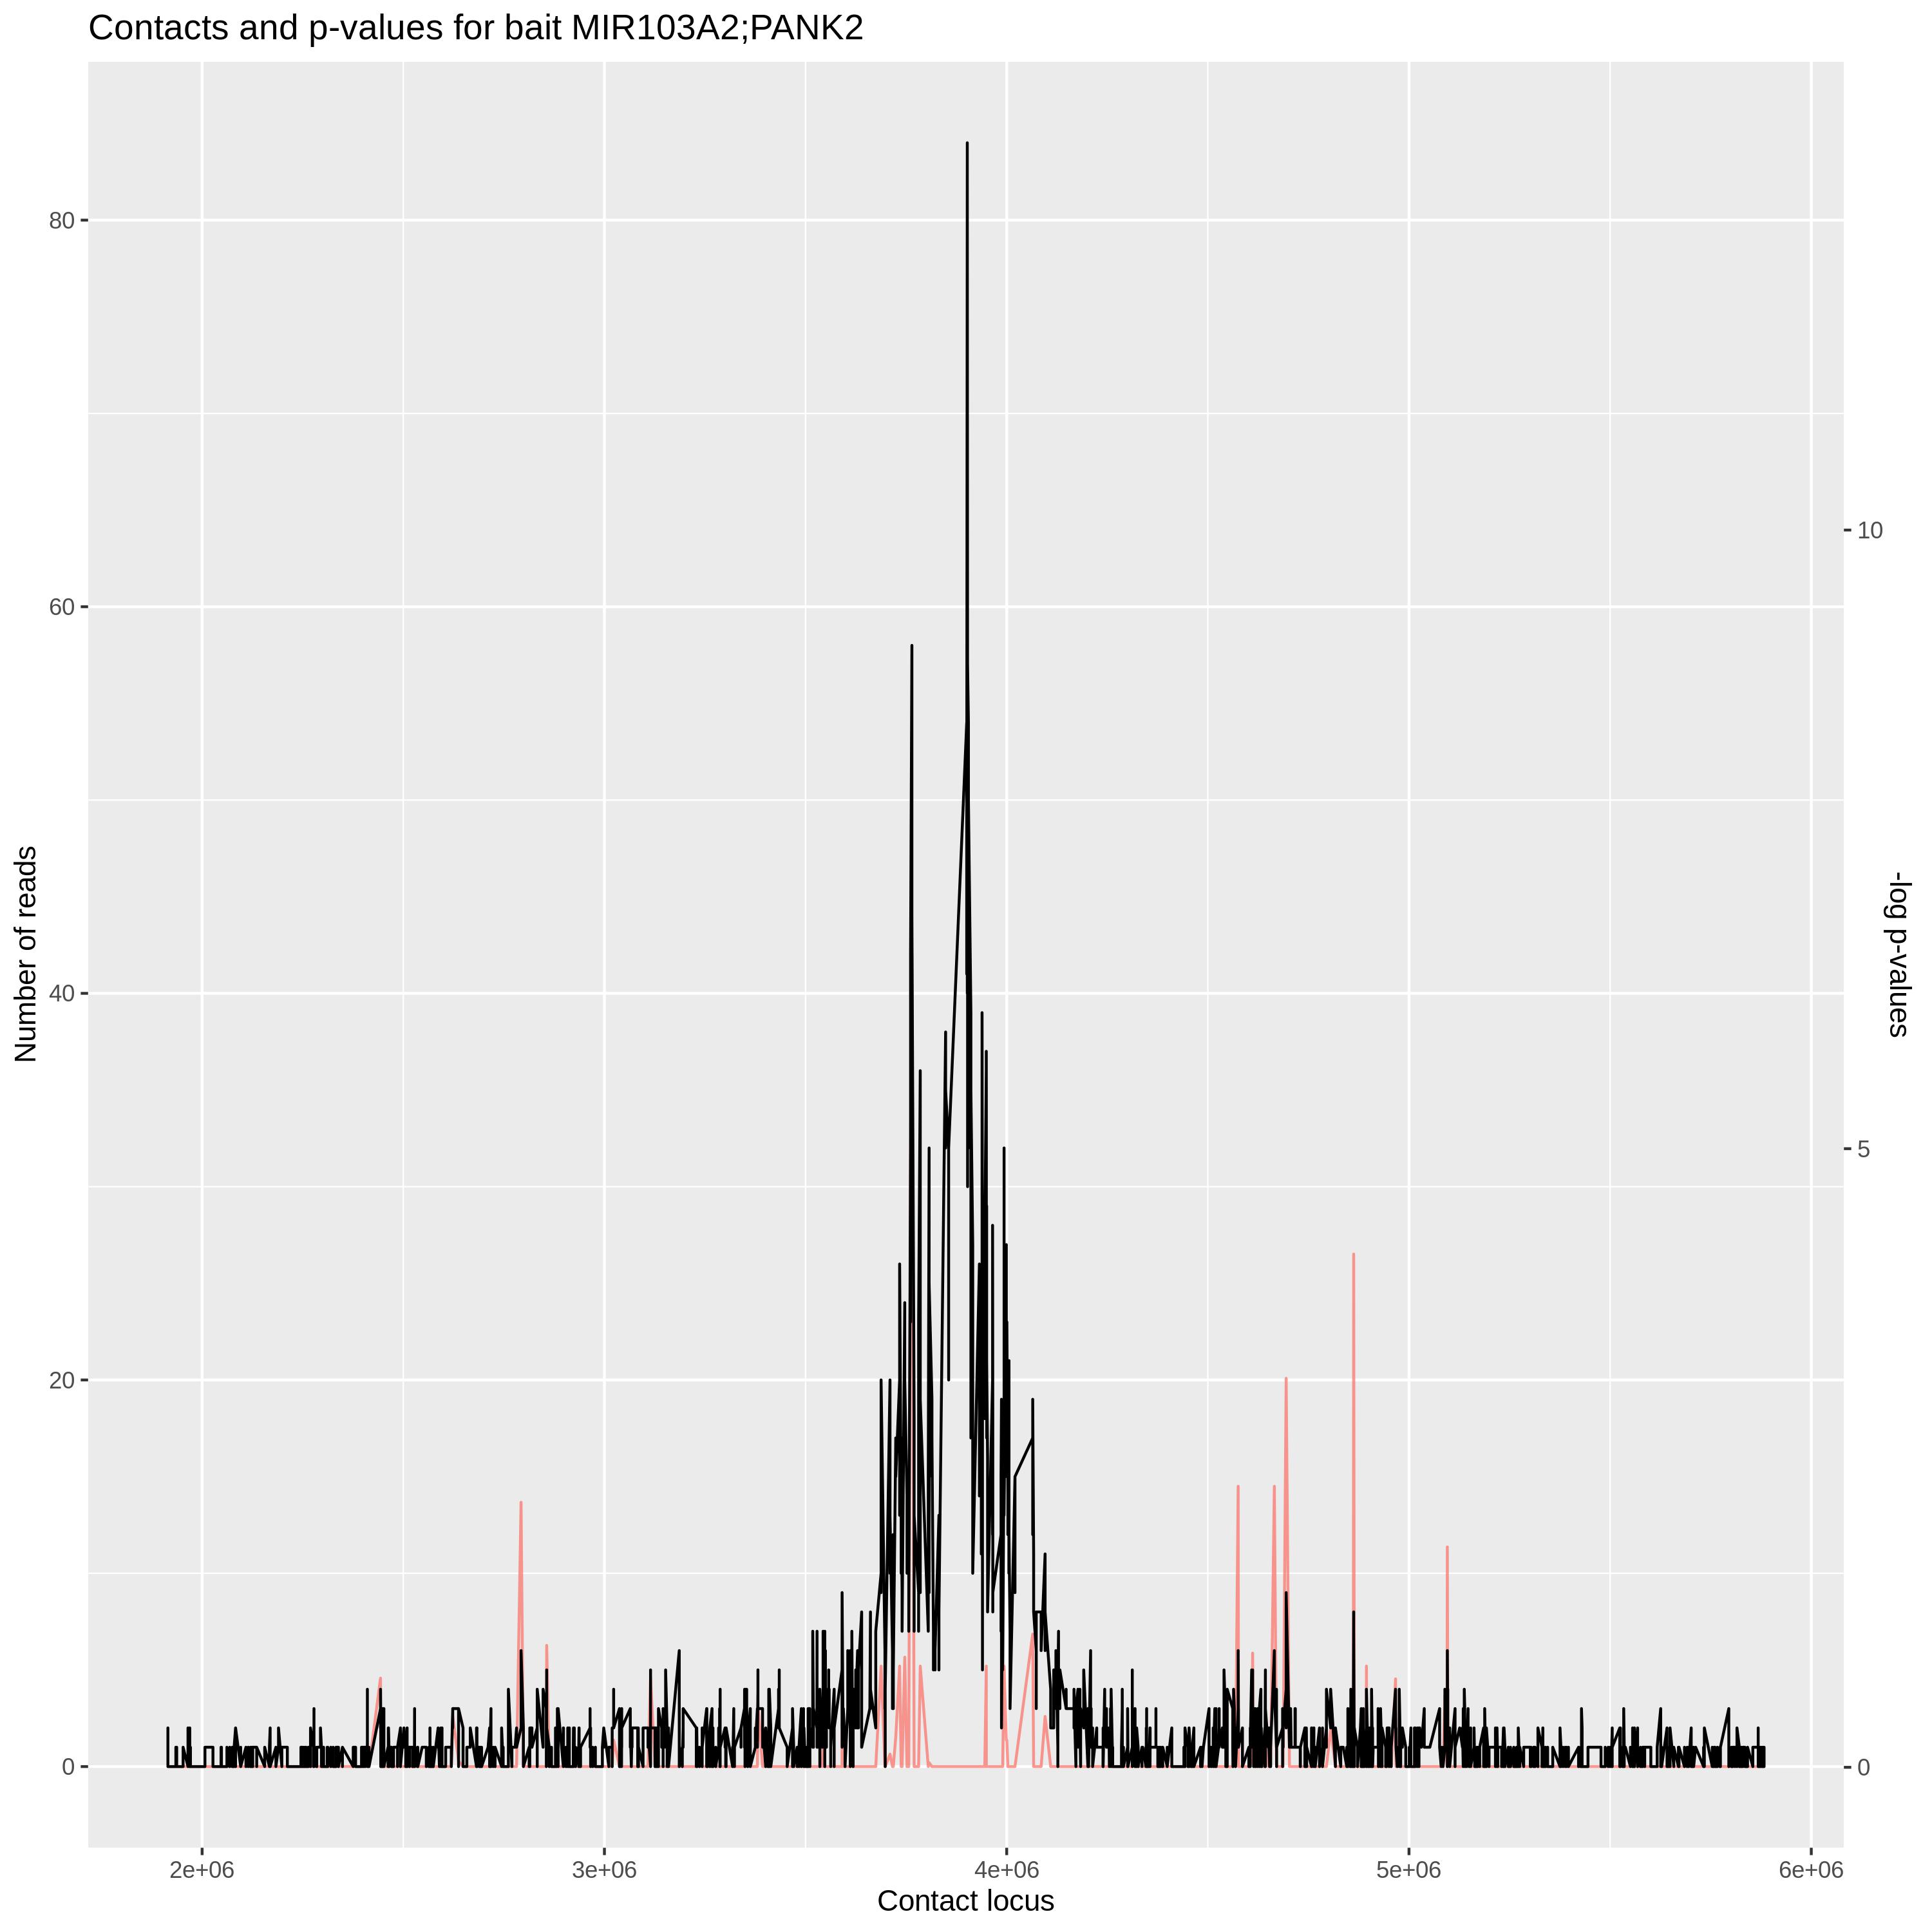 Contacts and p-values for bait MIR103A2;PANK2
80
60
40
20
0
Number of reads
10
5
0
-log p-values
2e+06
3e+06
4e+06
5e+06
6e+06
Contact locus